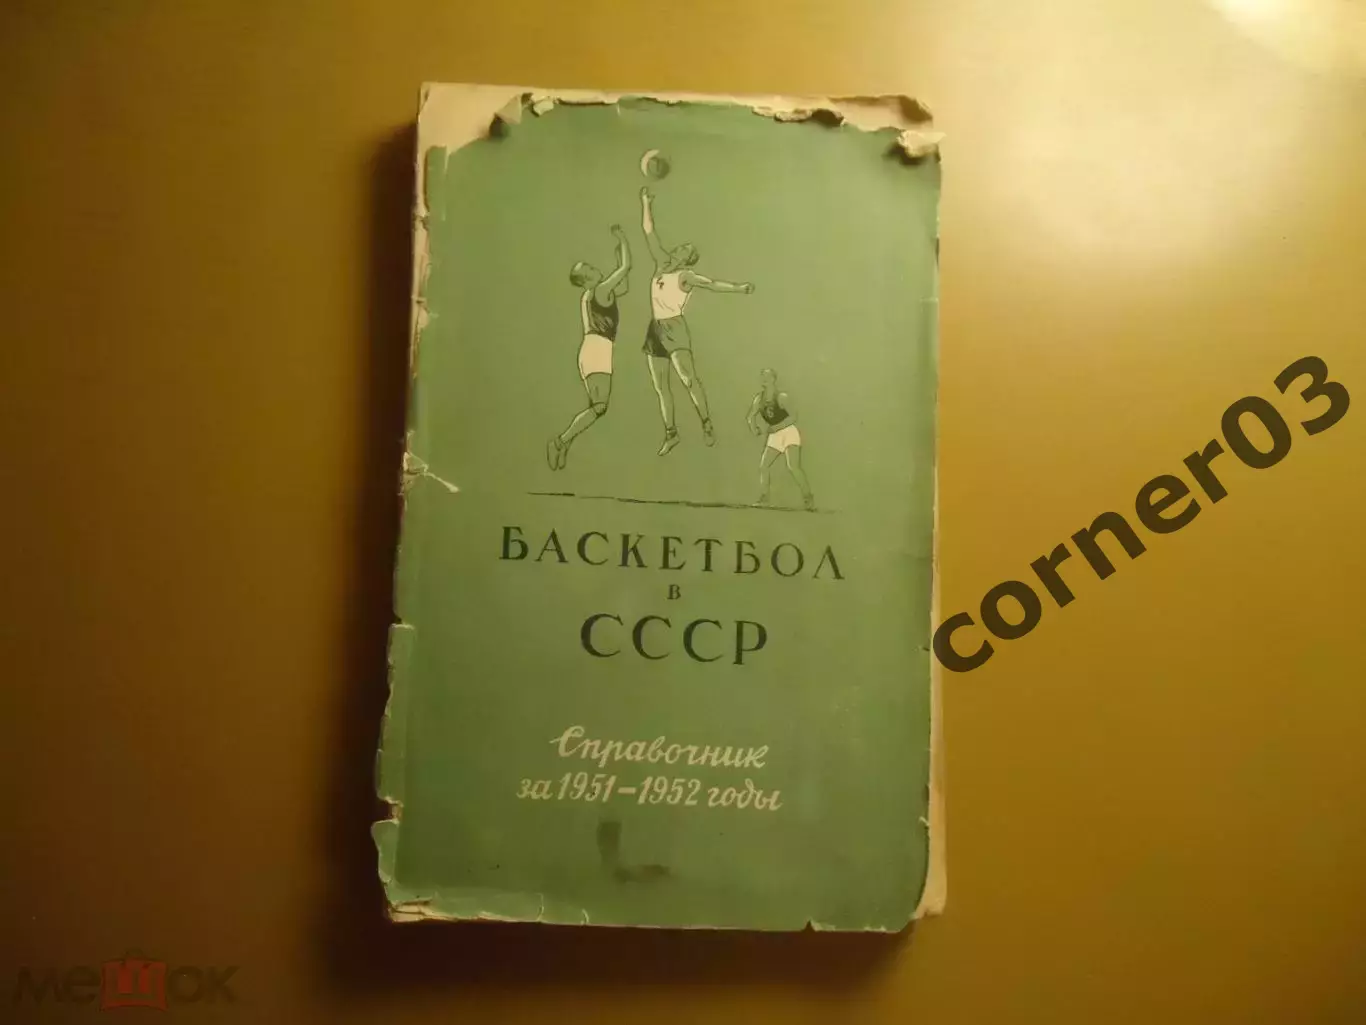 БАСКЕТБОЛ
в
СССР
Справочник
за 1951-1952 годы
corner03
мешок